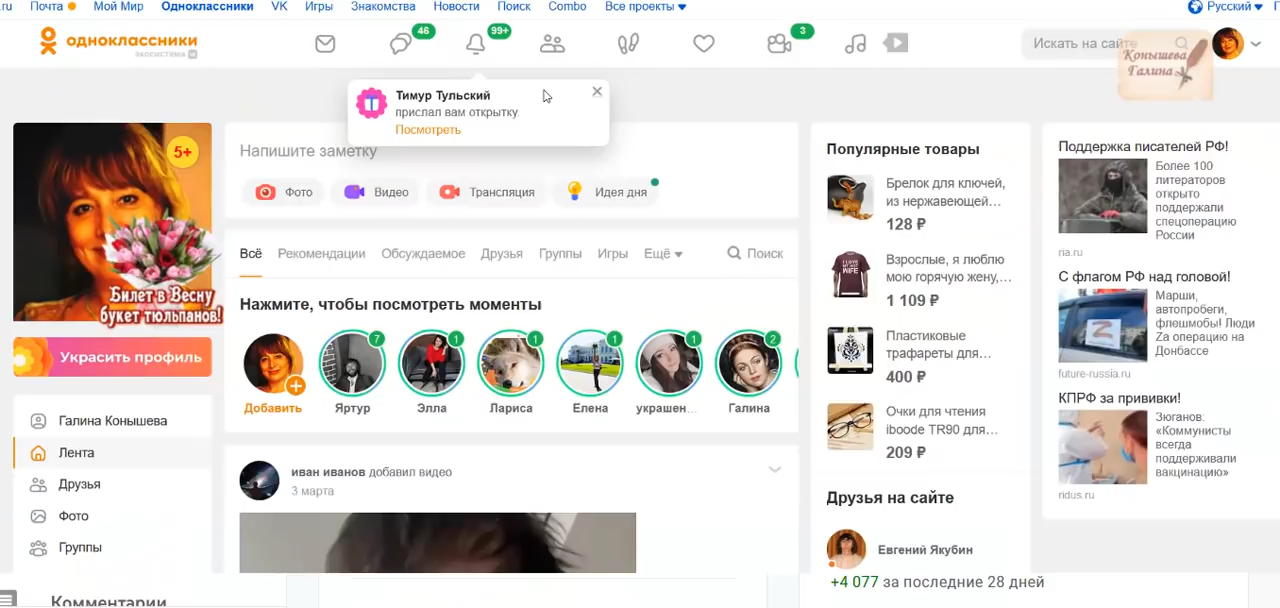 .ru Почта Мой Мир Одноклассники VK Игры Знакомства Новости Поиск Combo Все проекты Русский
одноклассники
экосистема
46
99+
3
Искать на сайте
Конышева
Галина
Тимур Тульский
прислал вам открытку.
Посмотреть
5+
Билет в Весну
букет тюльпанов!
Украсить профиль
Галина Конышева
Лента
Друзья
Фото
Группы
Комментарии
Напишите заметку
Фото Видео Трансляция Идея дня
Всё Рекомендации Обсуждаемое Друзья Группы Игры Ещё Поиск
Нажмите, чтобы посмотреть моменты
7 1 1 1 1 2
Добавить Яртур Элла Лариса Елена украшен... Галина
иван иванов добавил видео
3 марта
Популярные товары
Брелок для ключей,
из нержавеющей...
128 ₽
Взрослые, я люблю
мою горячую жену,...
1 109 ₽
Пластиковые
трафареты для...
400 ₽
Очки для чтения
iboode TR90 для...
209 ₽
Друзья на сайте
Евгений Якубин
+4 077 за последние 28 дней
Поддержка писателей РФ!
Более 100
литераторов
открыто
поддержали
спецоперацию
России
ria.ru
С флагом РФ над головой!
Марши,
автопробеги,
флешмобы! Люди
Zа операцию на
Донбассе
future-russia.ru
КПРФ за прививки!
Зюганов:
«Коммунисты
всегда
поддерживали
вакцинацию»
ridus.ru